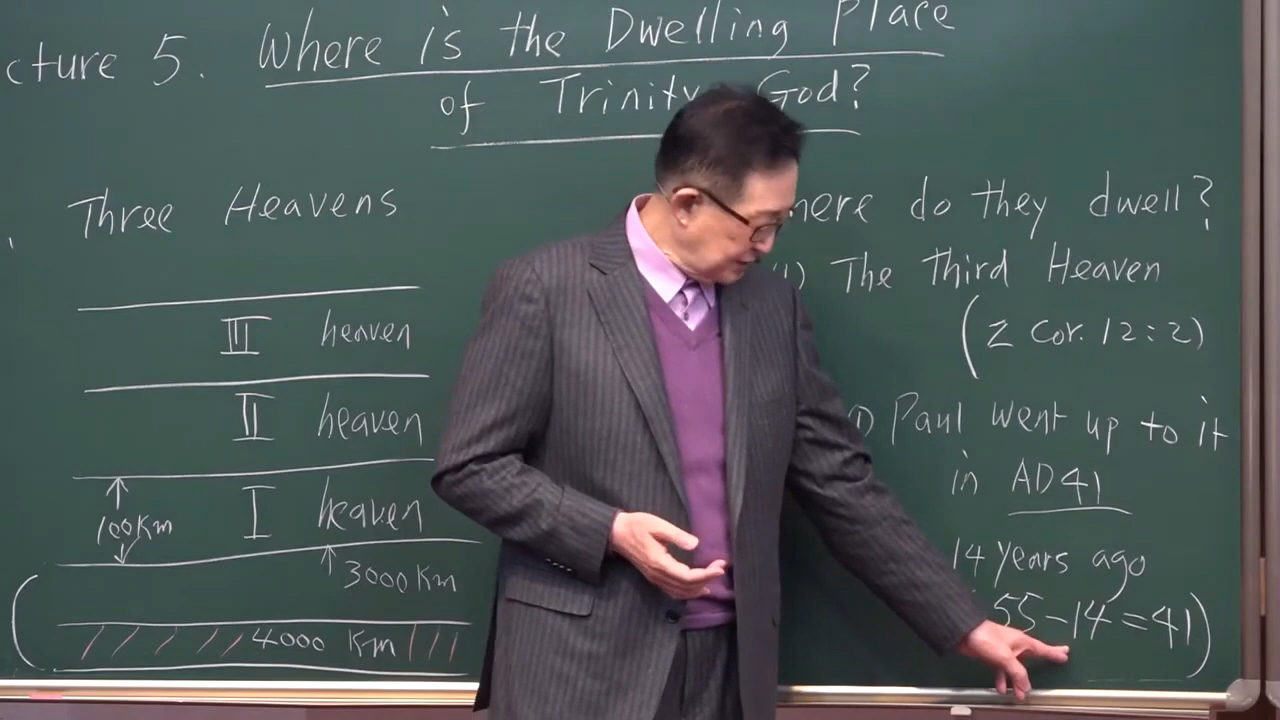 cture 5. Where is the Dwelling Place
of Trinity God?
Three Heavens
III heaven
II heaven
100Km I heaven
3000Km
4000 Km
here do they dwell?
(1) The Third Heaven
(2 Cor. 12:2)
1) Paul went up to it
in AD41
14 years ago
55-14=41)